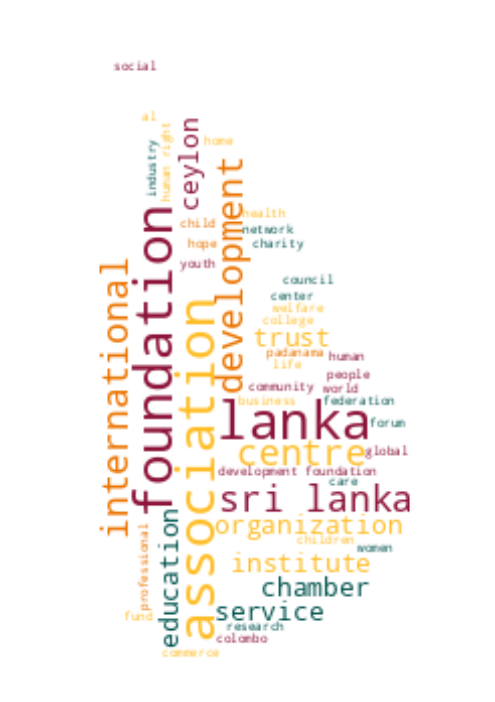 social
al
human right
industry
ceylon
home
development
foundation
child
health
network
hope
charity
youth
international
association
council
center
welfare
college
trust
padanama
human
life
people
community
world
business
federation
lanka
forum
centre
global
development foundation
care
sri lanka
education
organization
professional
children
women
institute
chamber
service
fund
research
colombo
commerce